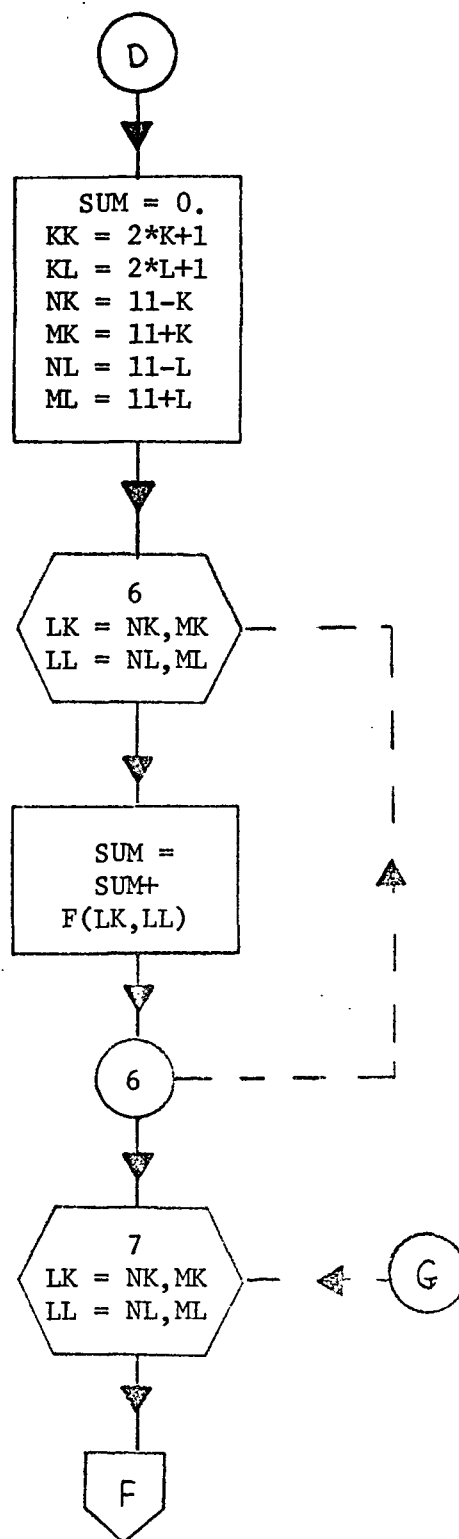 D
SUM = 0.
KK = 2*K+1
KL = 2*L+1
NK = 11-K
MK = 11+K
NL = 11-L
ML = 11+L
6
LK = NK,MK
LL = NL,ML
SUM =
SUM+
F(LK,LL)
6
7
LK = NK,MK
LL = NL,ML
G
F